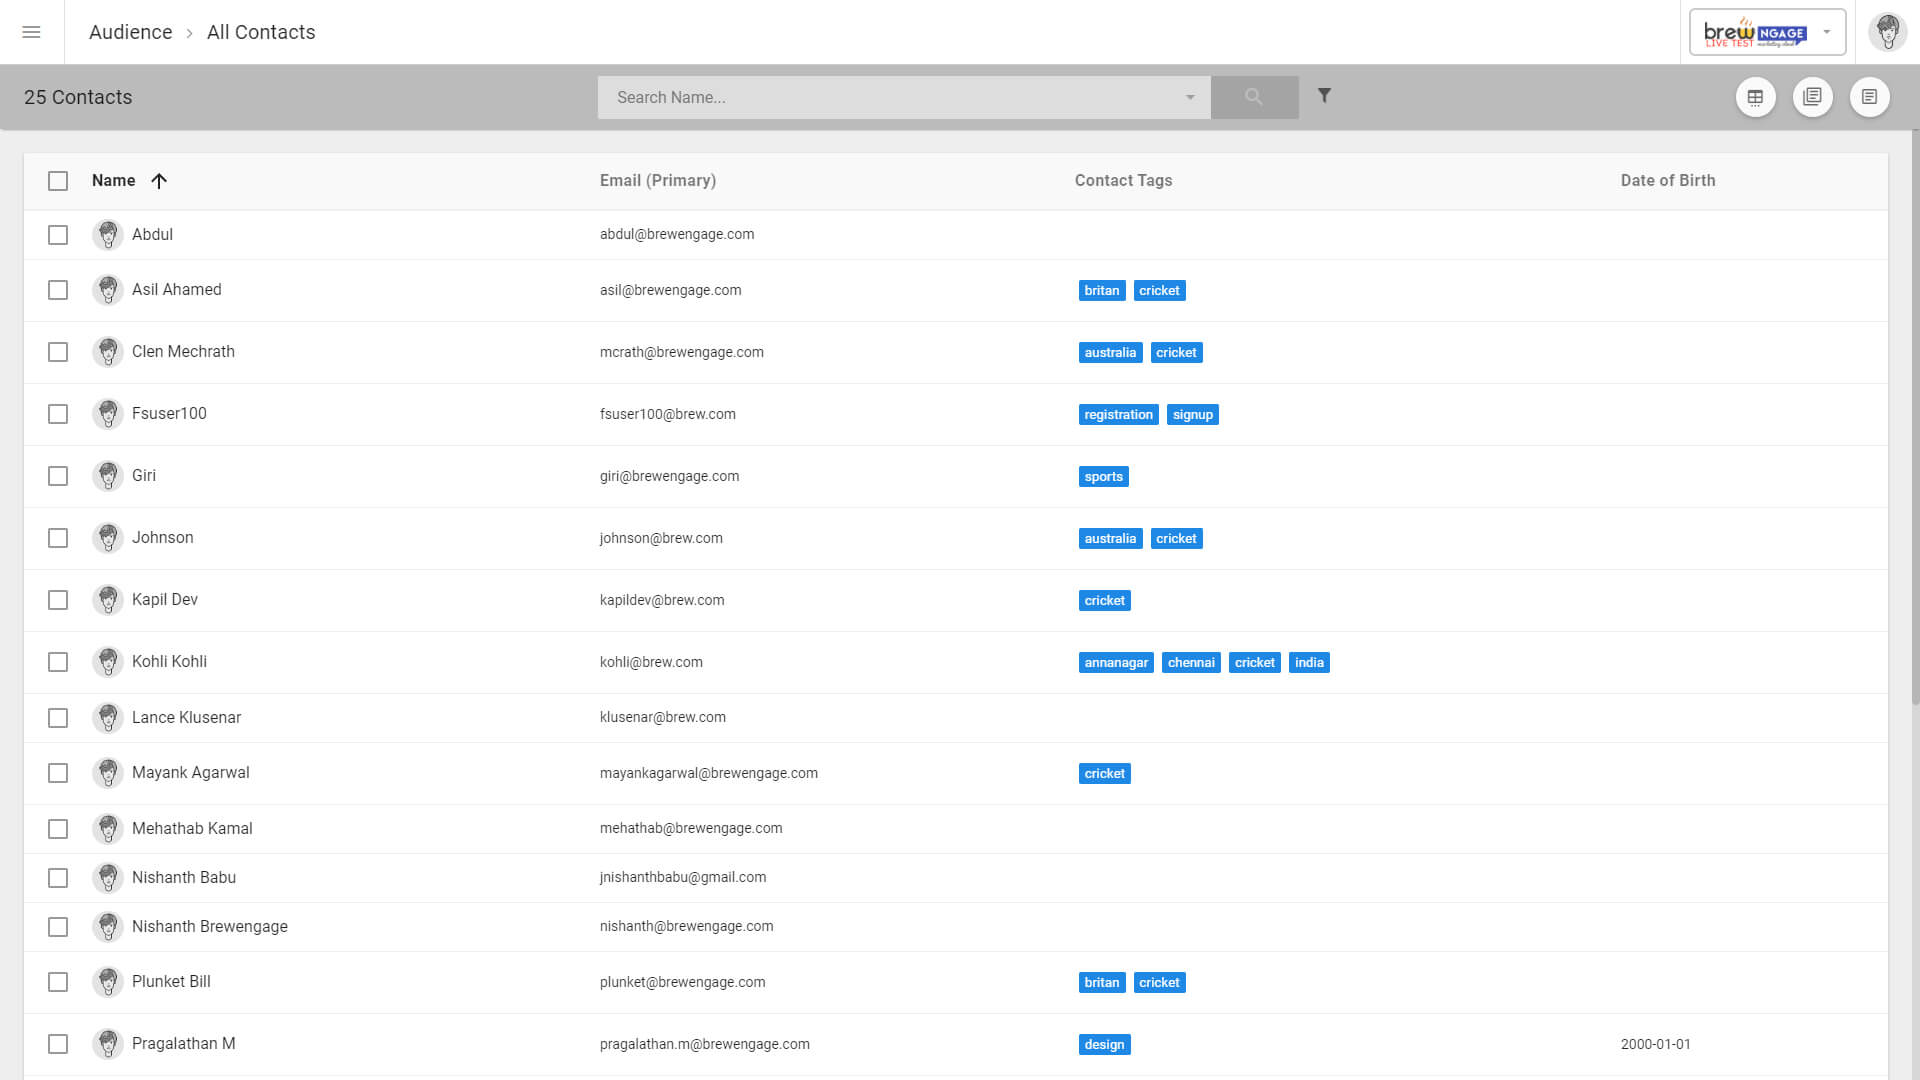 Audience > All Contacts
brewNGAGE
LIVE TEST marketing cloud
25 Contacts
Search Name...
Name Email (Primary) Contact Tags Date of Birth
Abdul abdul@brewengage.com
Asil Ahamed asil@brewengage.com britan cricket
Clen Mechrath mcrath@brewengage.com australia cricket
Fsuser100 fsuser100@brew.com registration signup
Giri giri@brewengage.com sports
Johnson johnson@brew.com australia cricket
Kapil Dev kapildev@brew.com cricket
Kohli Kohli kohli@brew.com annanagar chennai cricket india
Lance Klusenar klusenar@brew.com
Mayank Agarwal mayankagarwal@brewengage.com cricket
Mehathab Kamal mehathab@brewengage.com
Nishanth Babu jnishanthbabu@gmail.com
Nishanth Brewengage nishanth@brewengage.com
Plunket Bill plunket@brewengage.com britan cricket
Pragalathan M pragalathan.m@brewengage.com design 2000-01-01